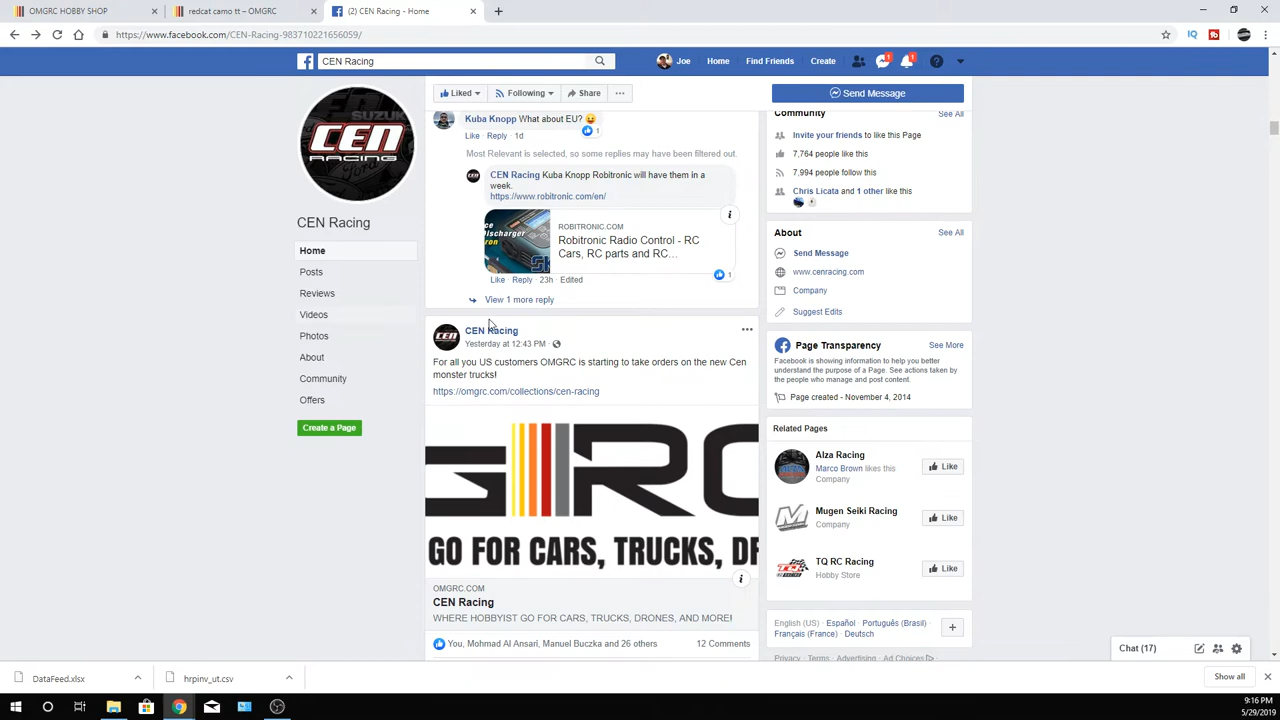 OMGRC HOBBY SHOP
redcat camo tt – OMGRC
(2) CEN Racing - Home
https://www.facebook.com/CEN-Racing-983710221656059/
CEN Racing
Joe
Home
Find Friends
Create
1
1
CEN
RACING
CEN Racing
Home
Posts
Reviews
Videos
Photos
About
Community
Offers
Create a Page
Liked
Following
Share
Send Message
Kuba Knopp What about EU?
1
Like · Reply · 1d
Most Relevant is selected, so some replies may have been filtered out.
CEN Racing Kuba Knopp Robitronic will have them in a
week.
https://www.robitronic.com/en/
ROBITRONIC.COM
Robitronic Radio Control - RC
Cars, RC parts and RC...
1
Like · Reply · 23h · Edited
View 1 more reply
CEN Racing
Yesterday at 12:43 PM ·
For all you US customers OMGRC is starting to take orders on the new Cen
monster trucks!
https://omgrc.com/collections/cen-racing
GRC
GO FOR CARS, TRUCKS, DR
OMGRC.COM
CEN Racing
WHERE HOBBYIST GO FOR CARS, TRUCKS, DRONES, AND MORE!
You, Mohmad Al Ansari, Manuel Buczka and 26 others
12 Comments
Community
See All
Invite your friends to like this Page
7,764 people like this
7,994 people follow this
Chris Licata and 1 other like this
About
See All
Send Message
www.cenracing.com
Company
Suggest Edits
Page Transparency
See More
Facebook is showing information to help you better
understand the purpose of a Page. See actions taken by
the people who manage and post content.
Page created - November 4, 2014
Related Pages
Alza Racing
Marco Brown likes this
Company
Like
Mugen Seiki Racing
Company
Like
TQ RC Racing
Hobby Store
Like
English (US) · Español · Português (Brasil) ·
Français (France) · Deutsch
Privacy · Terms · Advertising · Ad Choices
Chat (17)
DataFeed.xlsx
hrpinv_ut.csv
Show all
9:16 PM
5/29/2019